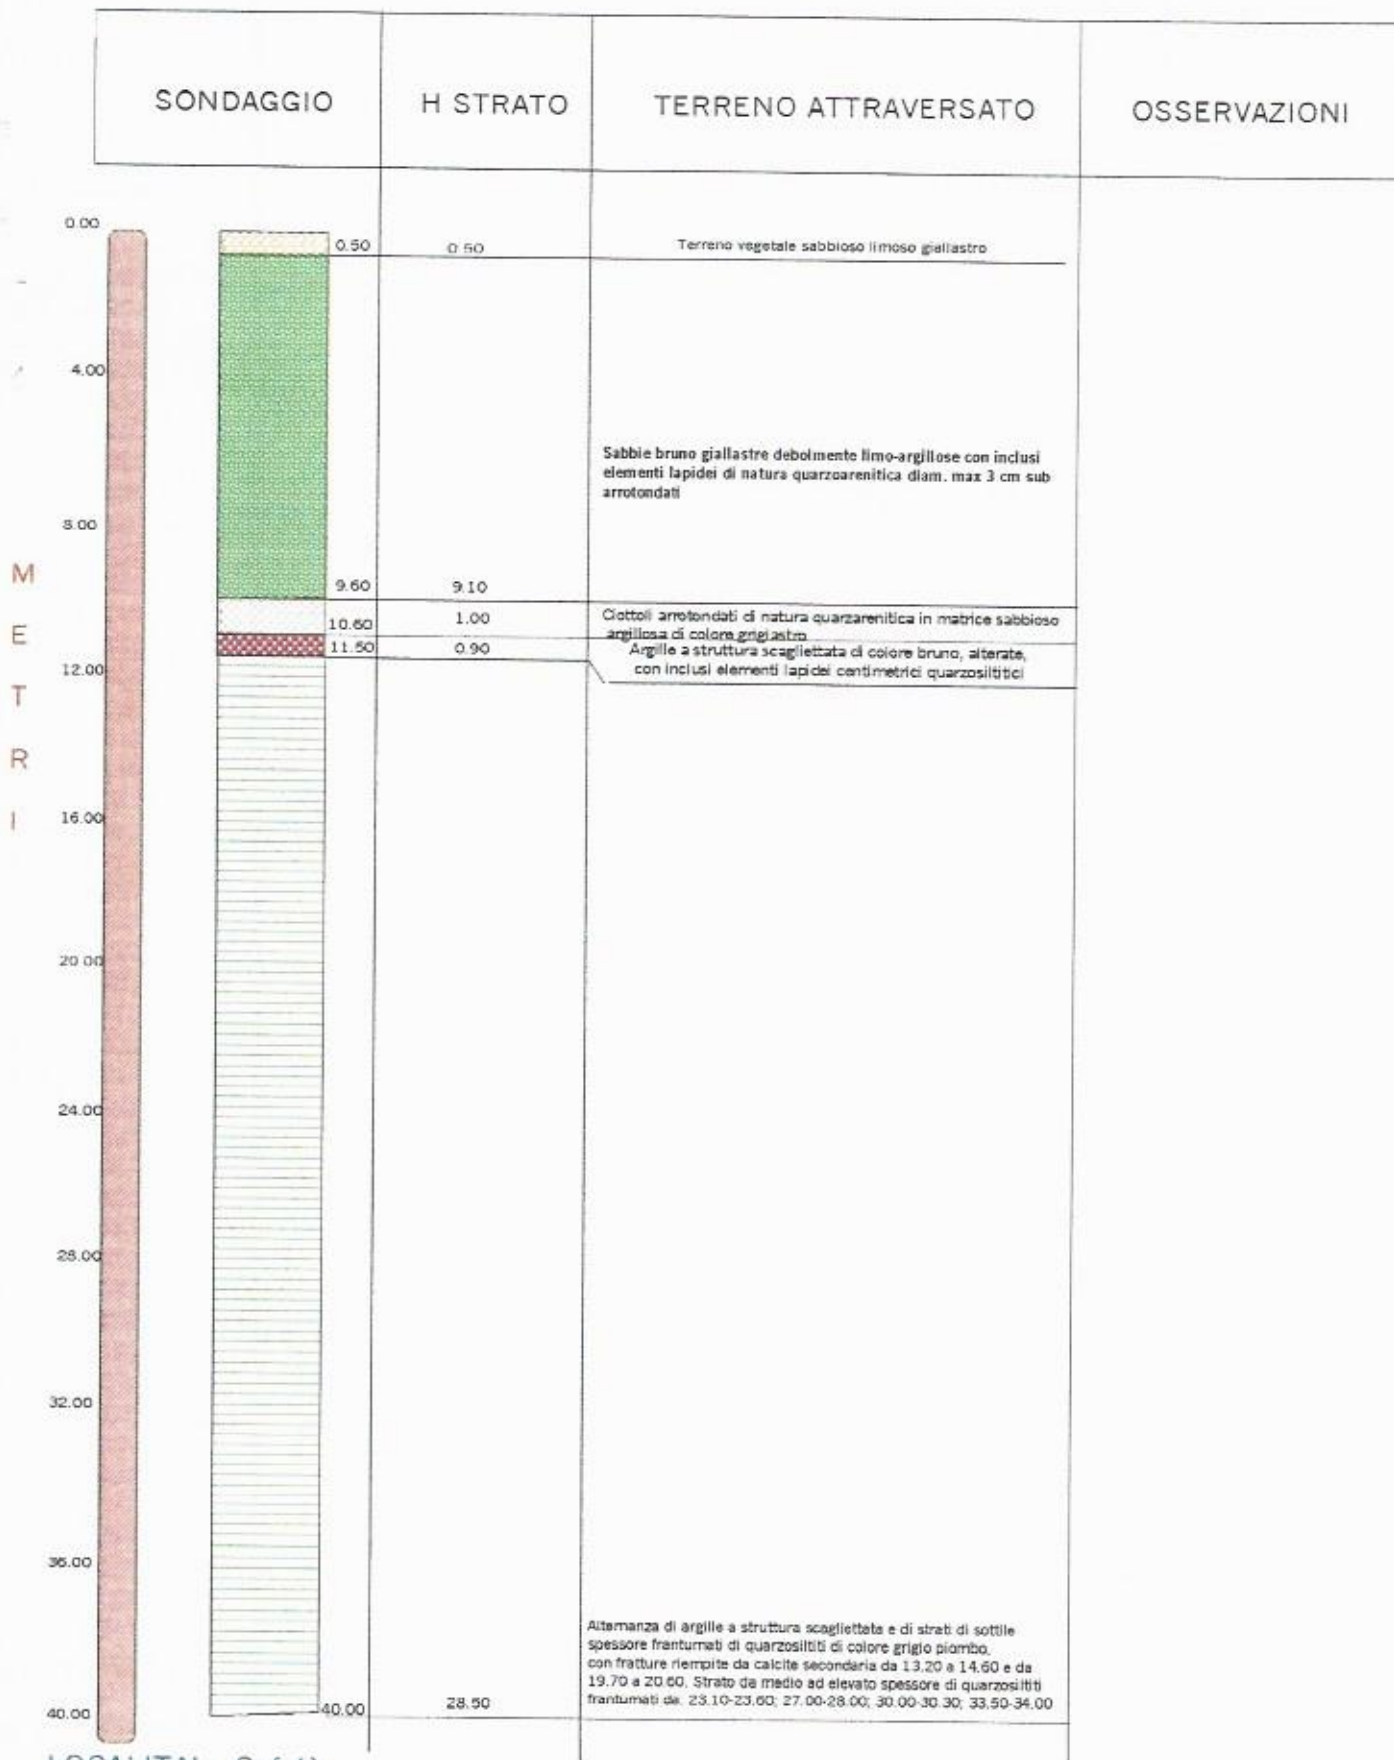 SONDAGGIO H STRATO TERRENO ATTRAVERSATO OSSERVAZIONI
0.00
0.50 0.50 Terreno vegetale sabbioso limoso giallastro
4.00
Sabbie bruno giallastre debolmente limo-argillose con inclusi
elementi lapidei di natura quarzoarenitica diam. max 3 cm sub
arrotondati
8.00
METRI
9.60 9.10
10.60 1.00 Ciottoli arrotondati di natura quarzarenitica in matrice sabbioso
argillosa di colore grigiastro
11.50 0.90 Argille a struttura scagliettata di colore bruno, alterate,
con inclusi elementi lapidei centimetrici quarzosiltitici
12.00
16.00
20.00
24.00
28.00
32.00
36.00
Alternanza di argille a struttura scagliettata e di strati di sottile
spessore frantumati di quarzosiltiti di colore grigio piombo,
con fratture riempite da calcite secondaria da 13.20 a 14.60 e da
19.70 a 20.60. Strato da medio ad elevato spessore di quarzosiltiti
frantumati da: 23.10-23.60; 27.00-28.00; 30.00-30.30; 33.50-34.00
40.00 40.00 28.50